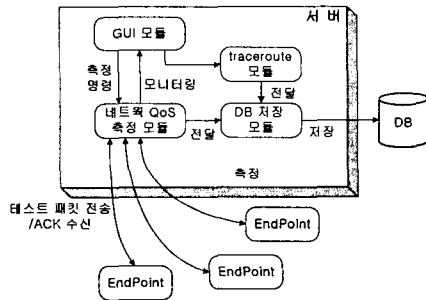 서 버
GUI 모듈
traceroute
모듈
측정
명령
모니터링
전달
네트웍 QoS
측정 모듈
DB 저장
모듈
전달
저장
DB
측정
테스트 패킷 전송
/ACK 수신
EndPoint
EndPoint
EndPoint